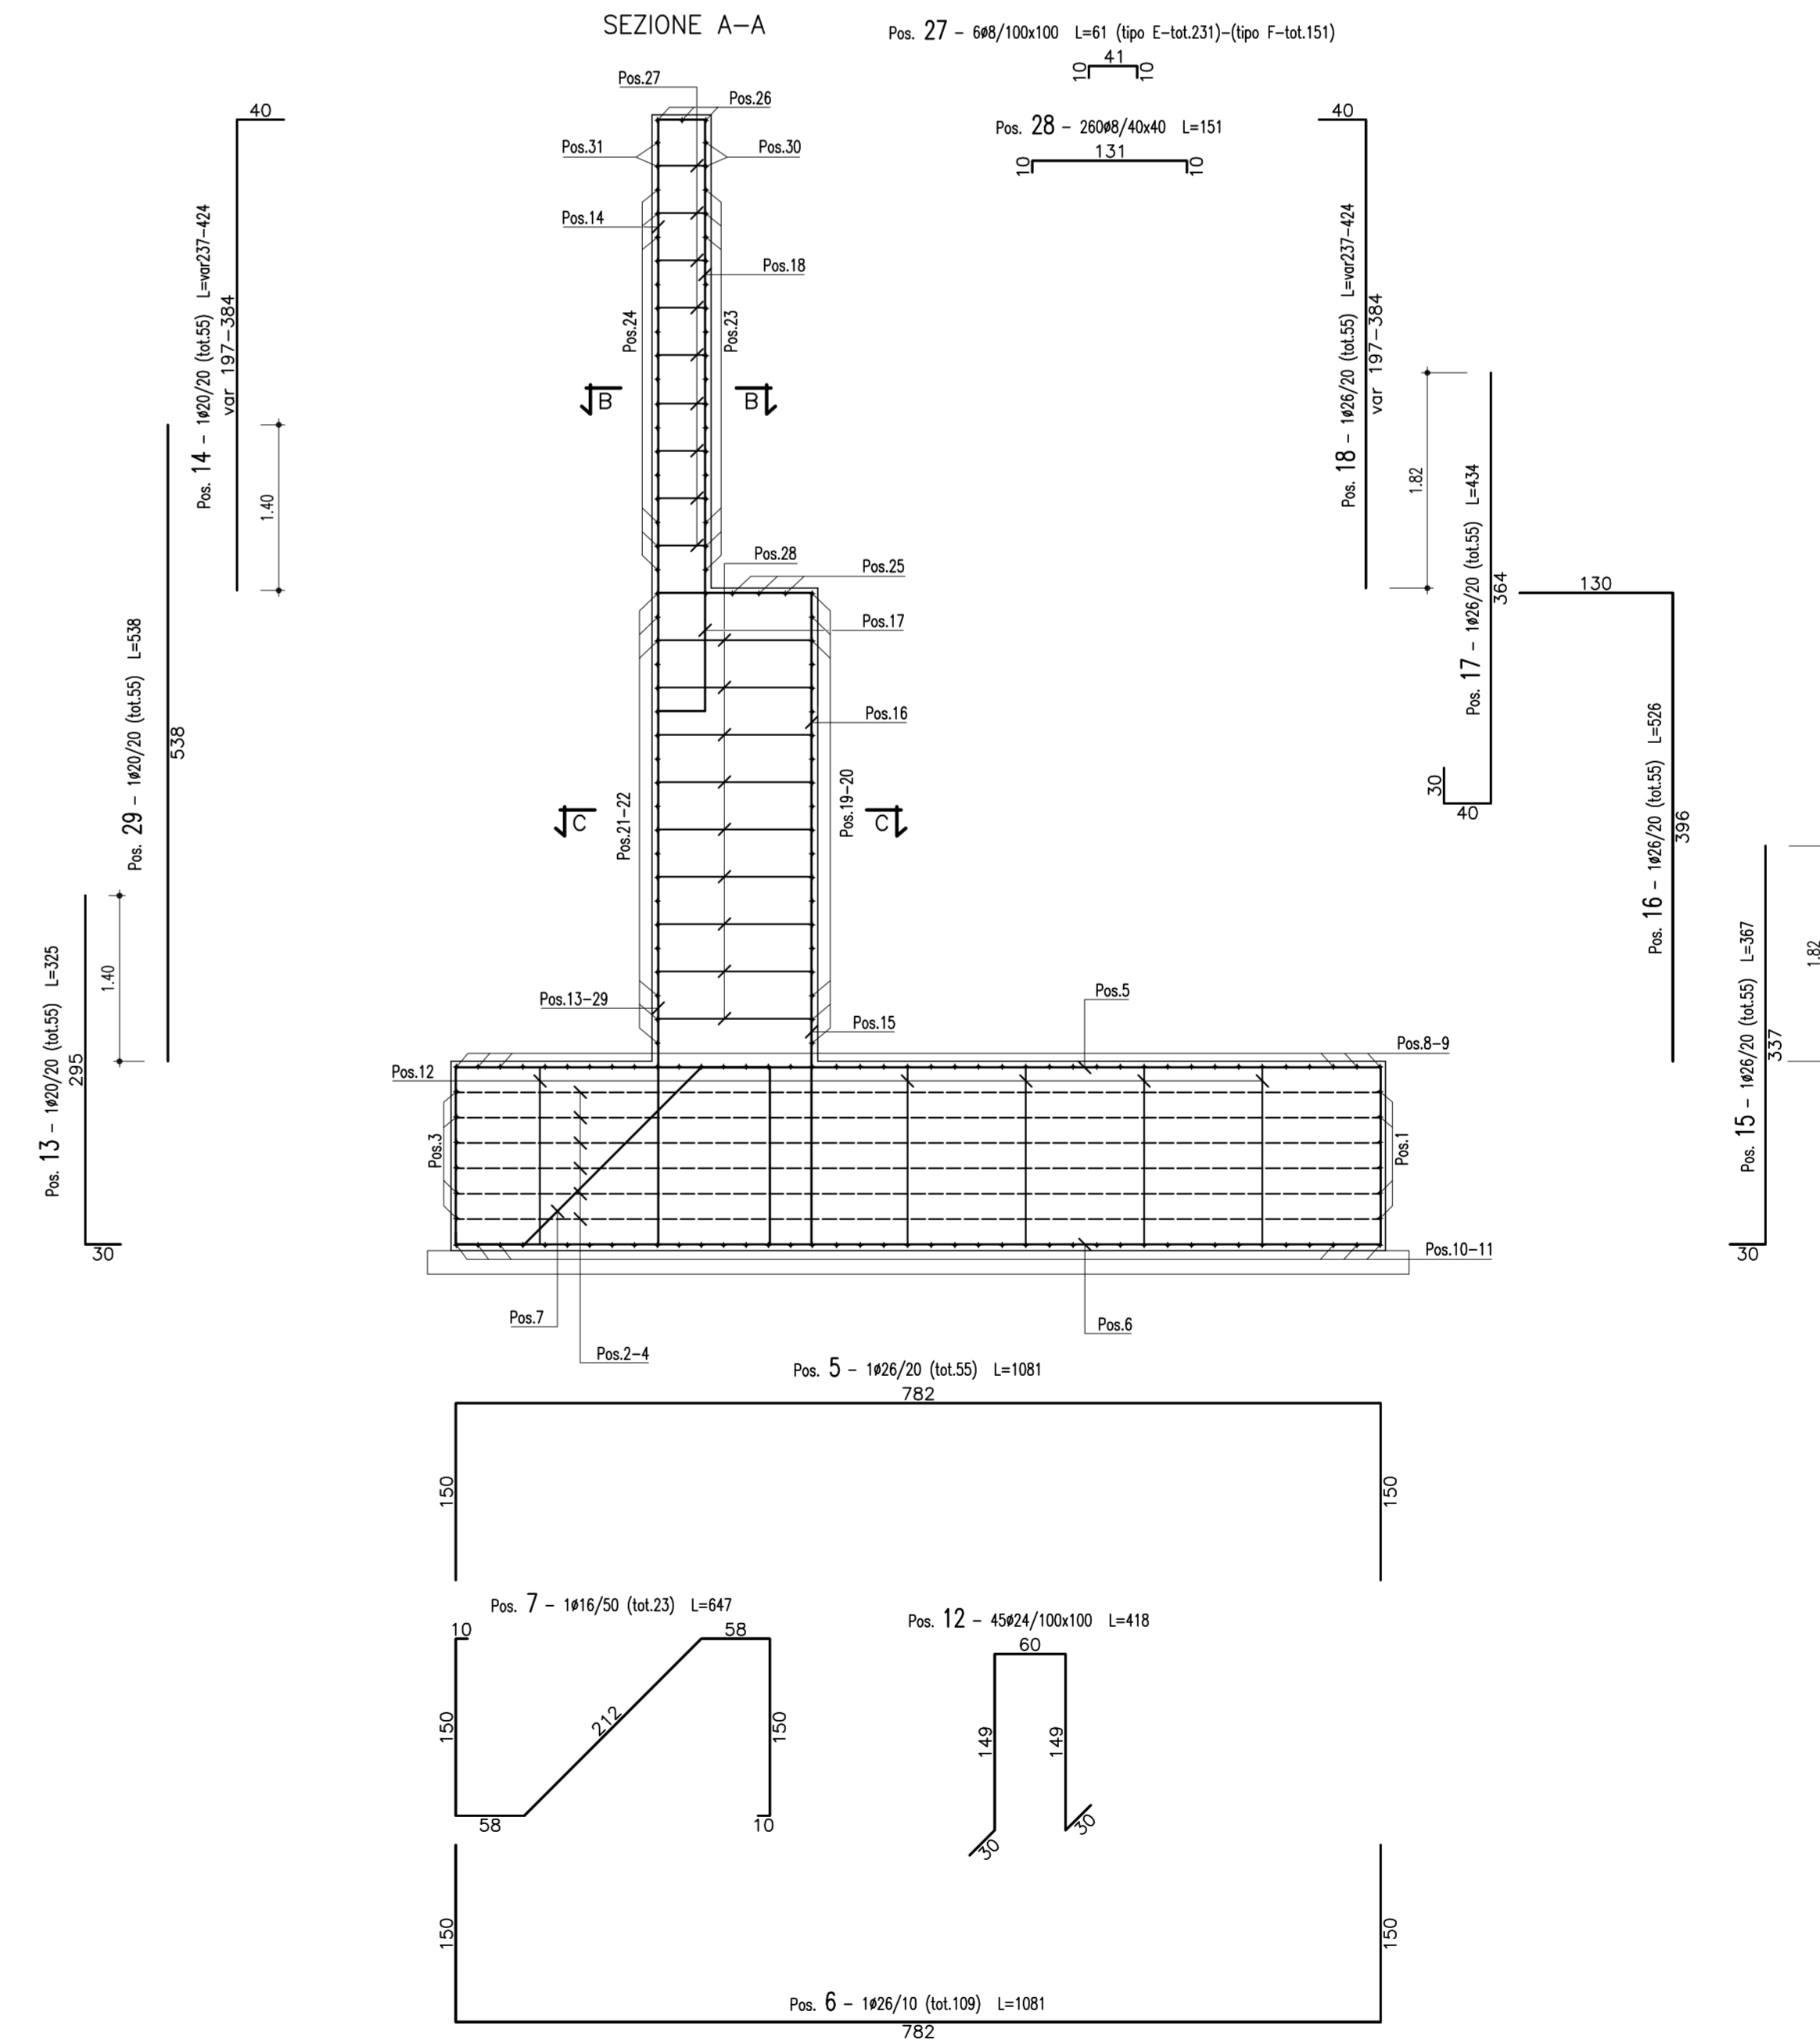 SEZIONE A-A
Pos. 27 - 6ø8/100x100 L=61 (tipo E-tot.231)-(tipo F-tot.151)
41
10
10
Pos. 28 - 260ø8/40x40 L=151
131
10
10
Pos.27
Pos.26
Pos.31
Pos.30
Pos.14
Pos.18
Pos.24
Pos.23
B
B
Pos.28
Pos.25
Pos.17
Pos.16
Pos.21-22
Pos.19-20
C
C
Pos.13-29
Pos.15
Pos.5
Pos.8-9
Pos.12
Pos.3
Pos.1
Pos.10-11
Pos.7
Pos.2-4
Pos.6
40
Pos. 14 - 1ø20/20 (tot.55) L=var237-424
var 197-384
1.40
Pos. 29 - 1ø20/20 (tot.55) L=538
538
1.40
Pos. 13 - 1ø20/20 (tot.55) L=325
295
30
40
Pos. 18 - 1ø26/20 (tot.55) L=var237-424
var 197-384
1.82
Pos. 17 - 1ø26/20 (tot.55) L=434
364
30
40
130
Pos. 16 - 1ø26/20 (tot.55) L=526
396
Pos. 15 - 1ø26/20 (tot.55) L=367
337
1.82
30
Pos. 5 - 1ø26/20 (tot.55) L=1081
782
150
150
Pos. 7 - 1ø16/50 (tot.23) L=647
10
58
150
212
150
58
10
Pos. 12 - 45ø24/100x100 L=418
60
149
149
30
30
150
150
Pos. 6 - 1ø26/10 (tot.109) L=1081
782